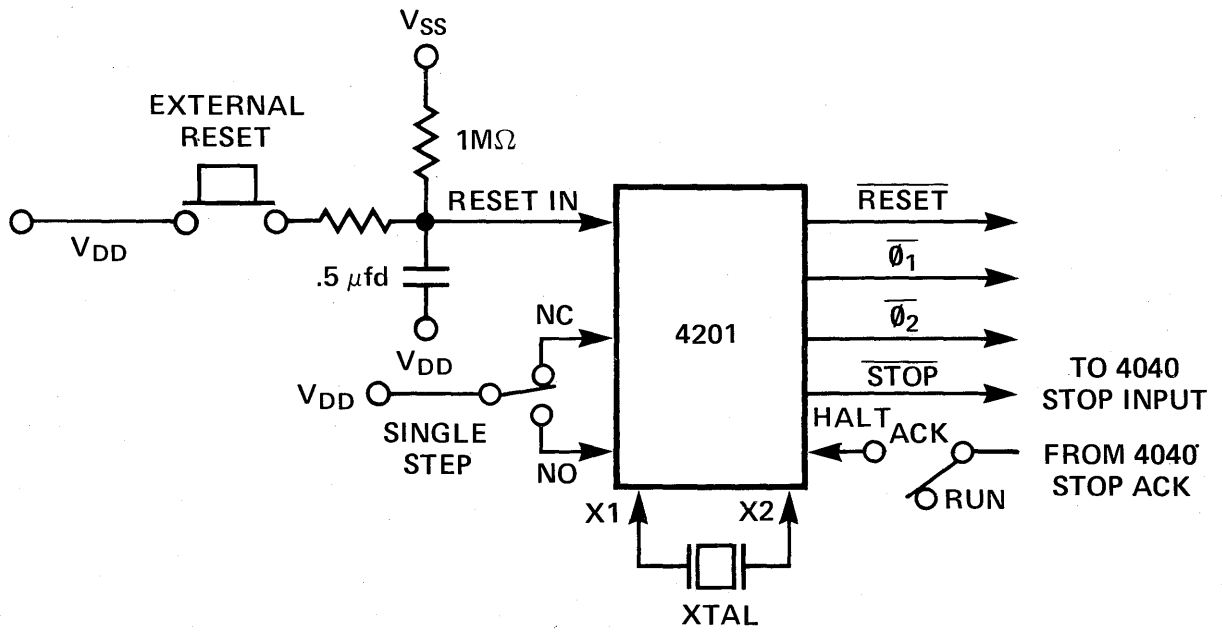 VSS
EXTERNAL
RESET
1MΩ
RESET IN
VDD
.5 μfd
VDD
NC
VDD
SINGLE
STEP
NO
4201
RESET
Ø1
Ø2
STOP
TO 4040
STOP INPUT
HALT
ACK
RUN
FROM 4040
STOP ACK
X1
X2
XTAL